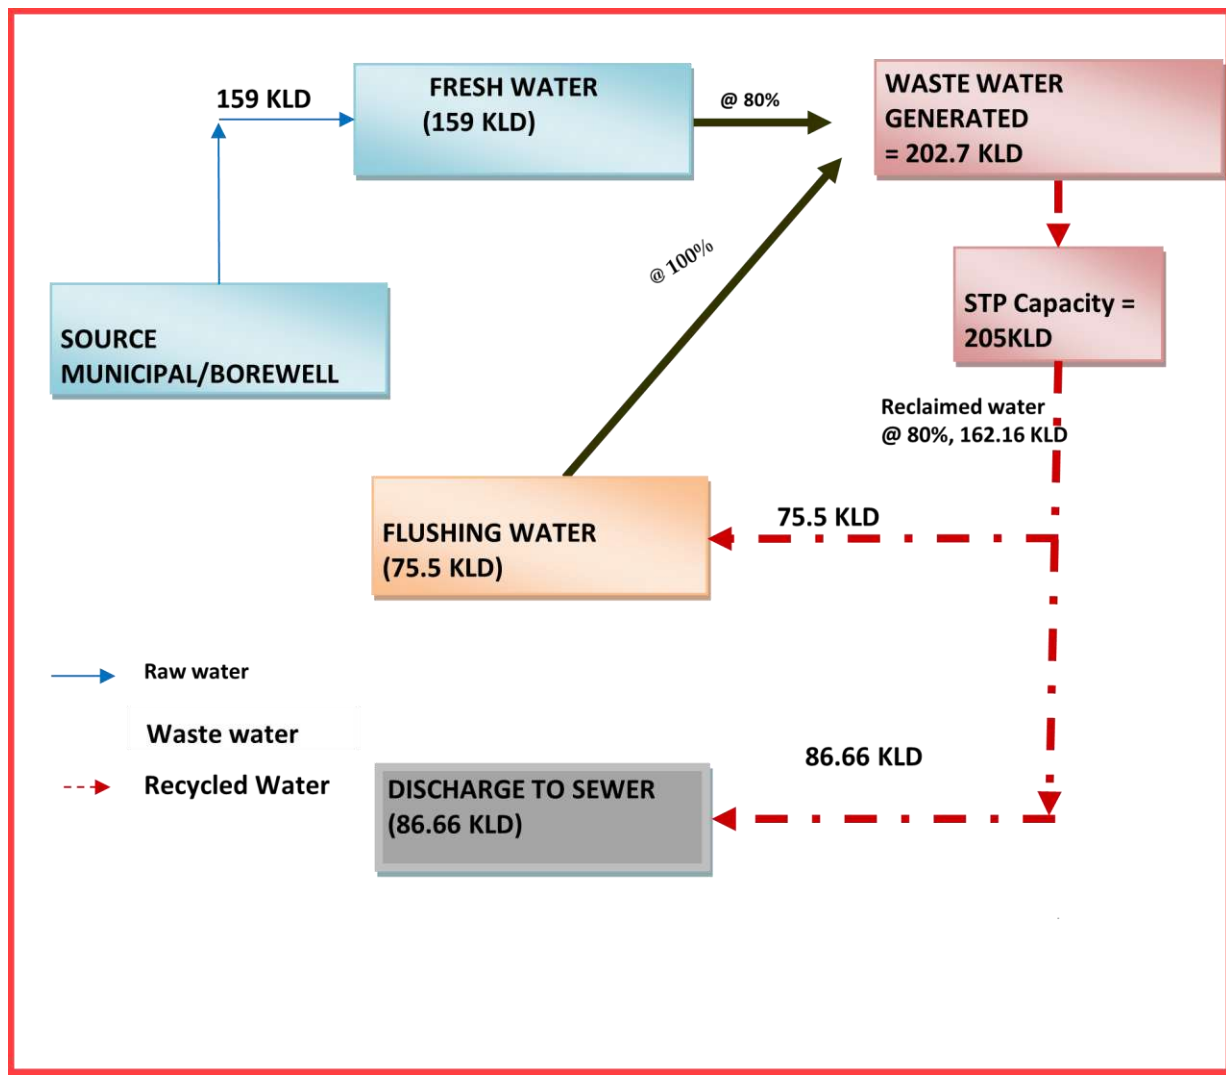 159 KLD
FRESH WATER
(159 KLD)
@ 80%
WASTE WATER
GENERATED
= 202.7 KLD
@ 100%
SOURCE
MUNICIPAL/BOREWELL
STP Capacity =
205KLD
Reclaimed water
@ 80%, 162.16 KLD
FLUSHING WATER
(75.5 KLD)
75.5 KLD
Raw water
Waste water
Recycled Water
86.66 KLD
DISCHARGE TO SEWER
(86.66 KLD)